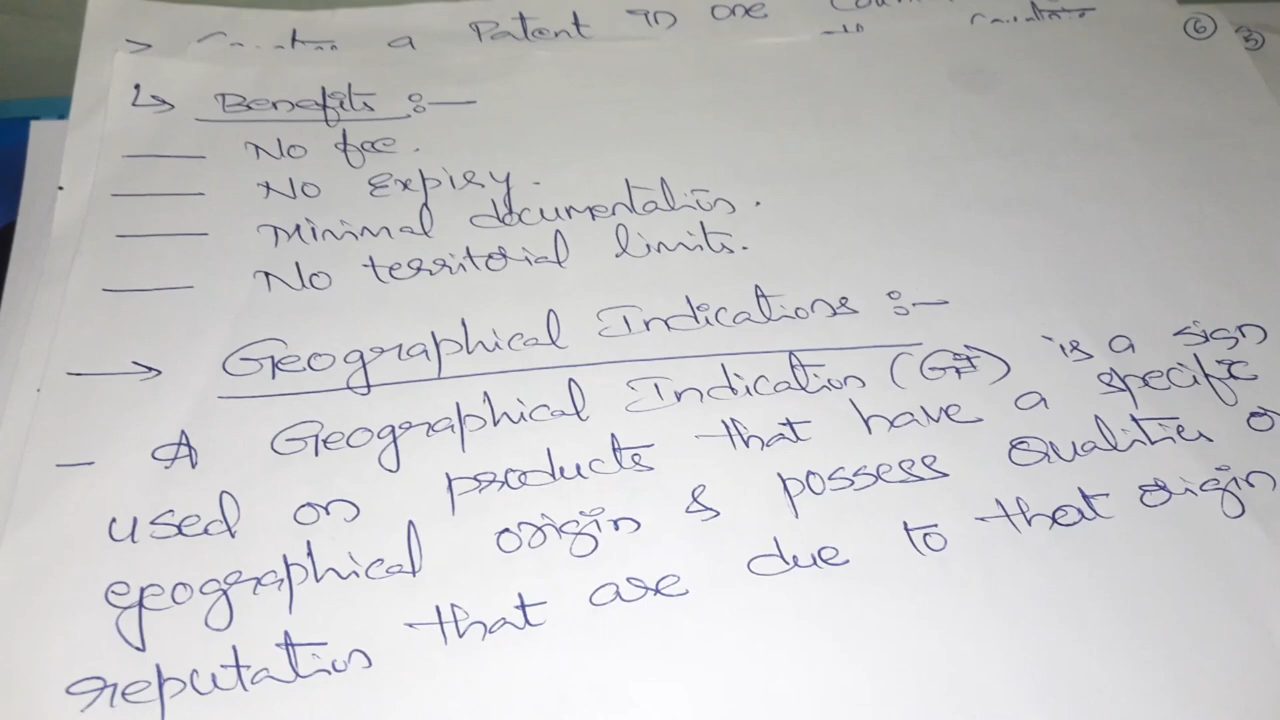 a Patent in one
⑥ ③
↳ Benefits :—
— No fee.
— No Expiry.
— Minimal documentation.
— No territorial limits.
→ Geographical Indications :—
- A Geographical Indication (GI) is a sign
used on products that have a specific
geographical origin & possess Qualities o
reputation that are due to that origin